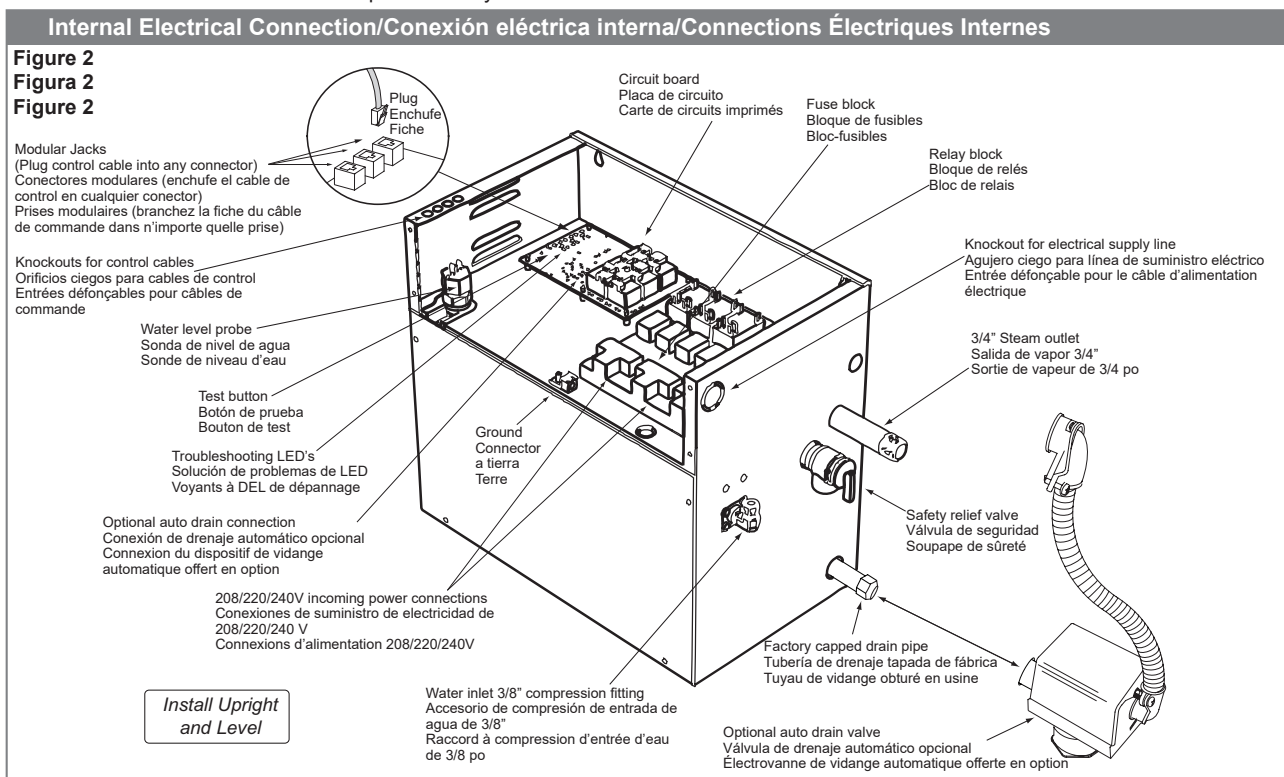 Internal Electrical Connection/Conexión eléctrica interna/Connections Électriques Internes
Figure 2
Figura 2
Figure 2
Plug
Enchufe
Fiche
Modular Jacks
(Plug control cable into any connector)
Conectores modulares (enchufe el cable de
control en cualquier conector)
Prises modulaires (branchez la fiche du câble
de commande dans n'importe quelle prise)
Knockouts for control cables
Orificios ciegos para cables de control
Entrées défonçables pour câbles de
commande
Water level probe
Sonda de nivel de agua
Sonde de niveau d'eau
Test button
Botón de prueba
Bouton de test
Troubleshooting LED's
Solución de problemas de LED
Voyants à DEL de dépannage
Optional auto drain connection
Conexión de drenaje automático opcional
Connexion du dispositif de vidange
automatique offert en option
208/220/240V incoming power connections
Conexiones de suministro de electricidad de
208/220/240 V
Connexions d'alimentation 208/220/240V
Install Upright
and Level
Circuit board
Placa de circuito
Carte de circuits imprimés
Fuse block
Bloque de fusibles
Bloc-fusibles
Relay block
Bloque de relés
Bloc de relais
Knockout for electrical supply line
Agujero ciego para línea de suministro eléctrico
Entrée défonçable pour le câble d'alimentation
électrique
3/4" Steam outlet
Salida de vapor 3/4"
Sortie de vapeur de 3/4 po
Ground
Connector
a tierra
Terre
Safety relief valve
Válvula de seguridad
Soupape de sûreté
Factory capped drain pipe
Tubería de drenaje tapada de fábrica
Tuyau de vidange obturé en usine
Water inlet 3/8" compression fitting
Accesorio de compresión de entrada de
agua de 3/8"
Raccord à compression d'entrée d'eau
de 3/8 po
Optional auto drain valve
Válvula de drenaje automático opcional
Électrovanne de vidange automatique offerte en option